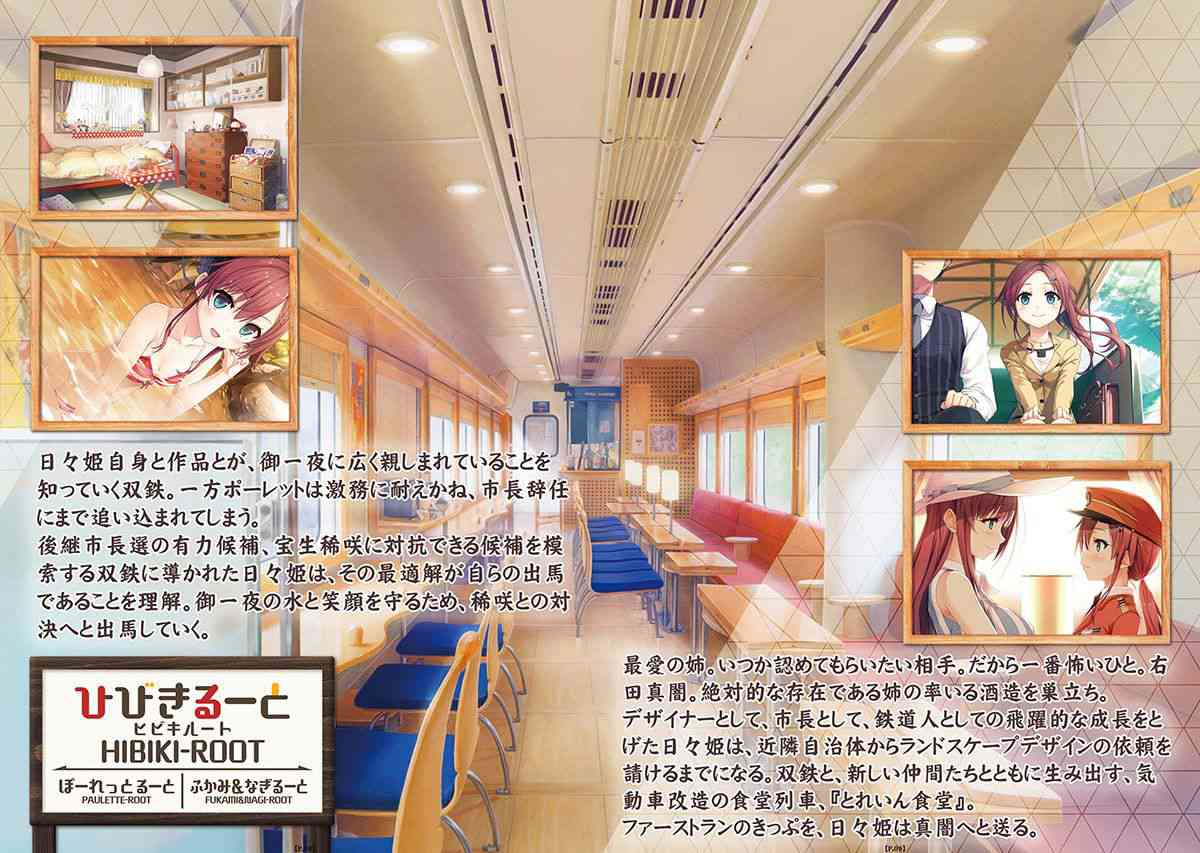 日々姫自身と作品とが、御一夜に広く親しまれていることを
知っていく双鉄。一方ポーレットは激務に耐えかね、市長辞任
にまで追い込まれてしまう。
後継市長選の有力候補、宝生稀咲に対抗できる候補を模
索する双鉄に導かれた日々姫は、その最適解が自らの出馬
であることを理解。御一夜の水と笑顔を守るため、稀咲との対
決へと出馬していく。
ひびきるーと
ヒビキルート
HIBIKI-ROOT
ぽーれっとるーと
PAULETTE-ROOT
ふかみ&なぎるーと
FUKAMI&NAGI-ROOT
最愛の姉。いつか認めてもらいたい相手。だから一番怖いひと。右
田真闇。絶対的な存在である姉の率いる酒造を巣立ち。
デザイナーとして、市長として、鉄道人としての飛躍的な成長をと
げた日々姫は、近隣自治体からランドスケープデザインの依頼を
請けるまでになる。双鉄と、新しい仲間たちとともに生み出す、気
動車改造の食堂列車、『とれいん食堂』。
ファーストランのきっぷを、日々姫は真闇へと送る。